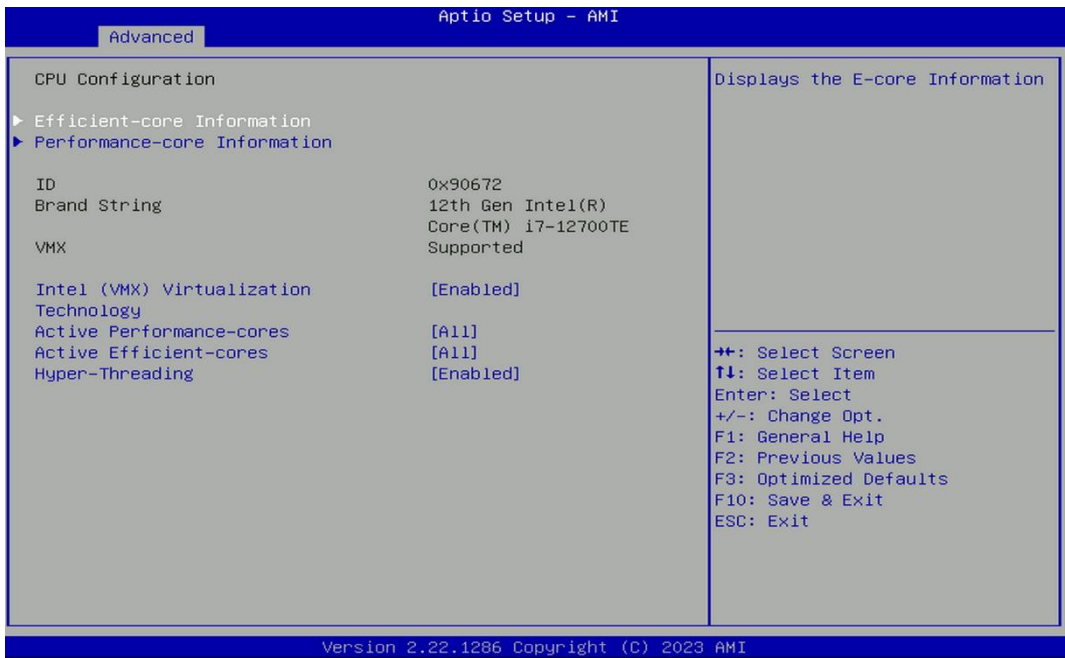 Aptio Setup - AMI
Advanced
CPU Configuration
Efficient-core Information
Performance-core Information
ID 0x90672
Brand String 12th Gen Intel(R)
Core(TM) i7-12700TE
VMX Supported
Intel (VMX) Virtualization [Enabled]
Technology
Active Performance-cores [All]
Active Efficient-cores [All]
Hyper-Threading [Enabled]
Displays the E-core Information
→←: Select Screen
↑↓: Select Item
Enter: Select
+/-: Change Opt.
F1: General Help
F2: Previous Values
F3: Optimized Defaults
F10: Save & Exit
ESC: Exit
Version 2.22.1286 Copyright (C) 2023 AMI